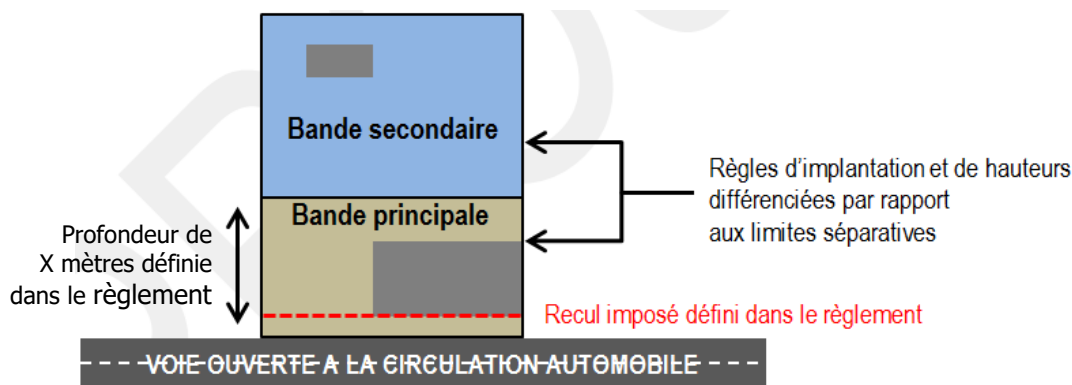 Bande secondaire
Règles d'implantation et de hauteurs
différenciées par rapport
aux limites séparatives
Bande principale
Profondeur de
X mètres définie
dans le règlement
Recul imposé défini dans le règlement
VOIE OUVERTE A LA CIRCULATION AUTOMOBILE